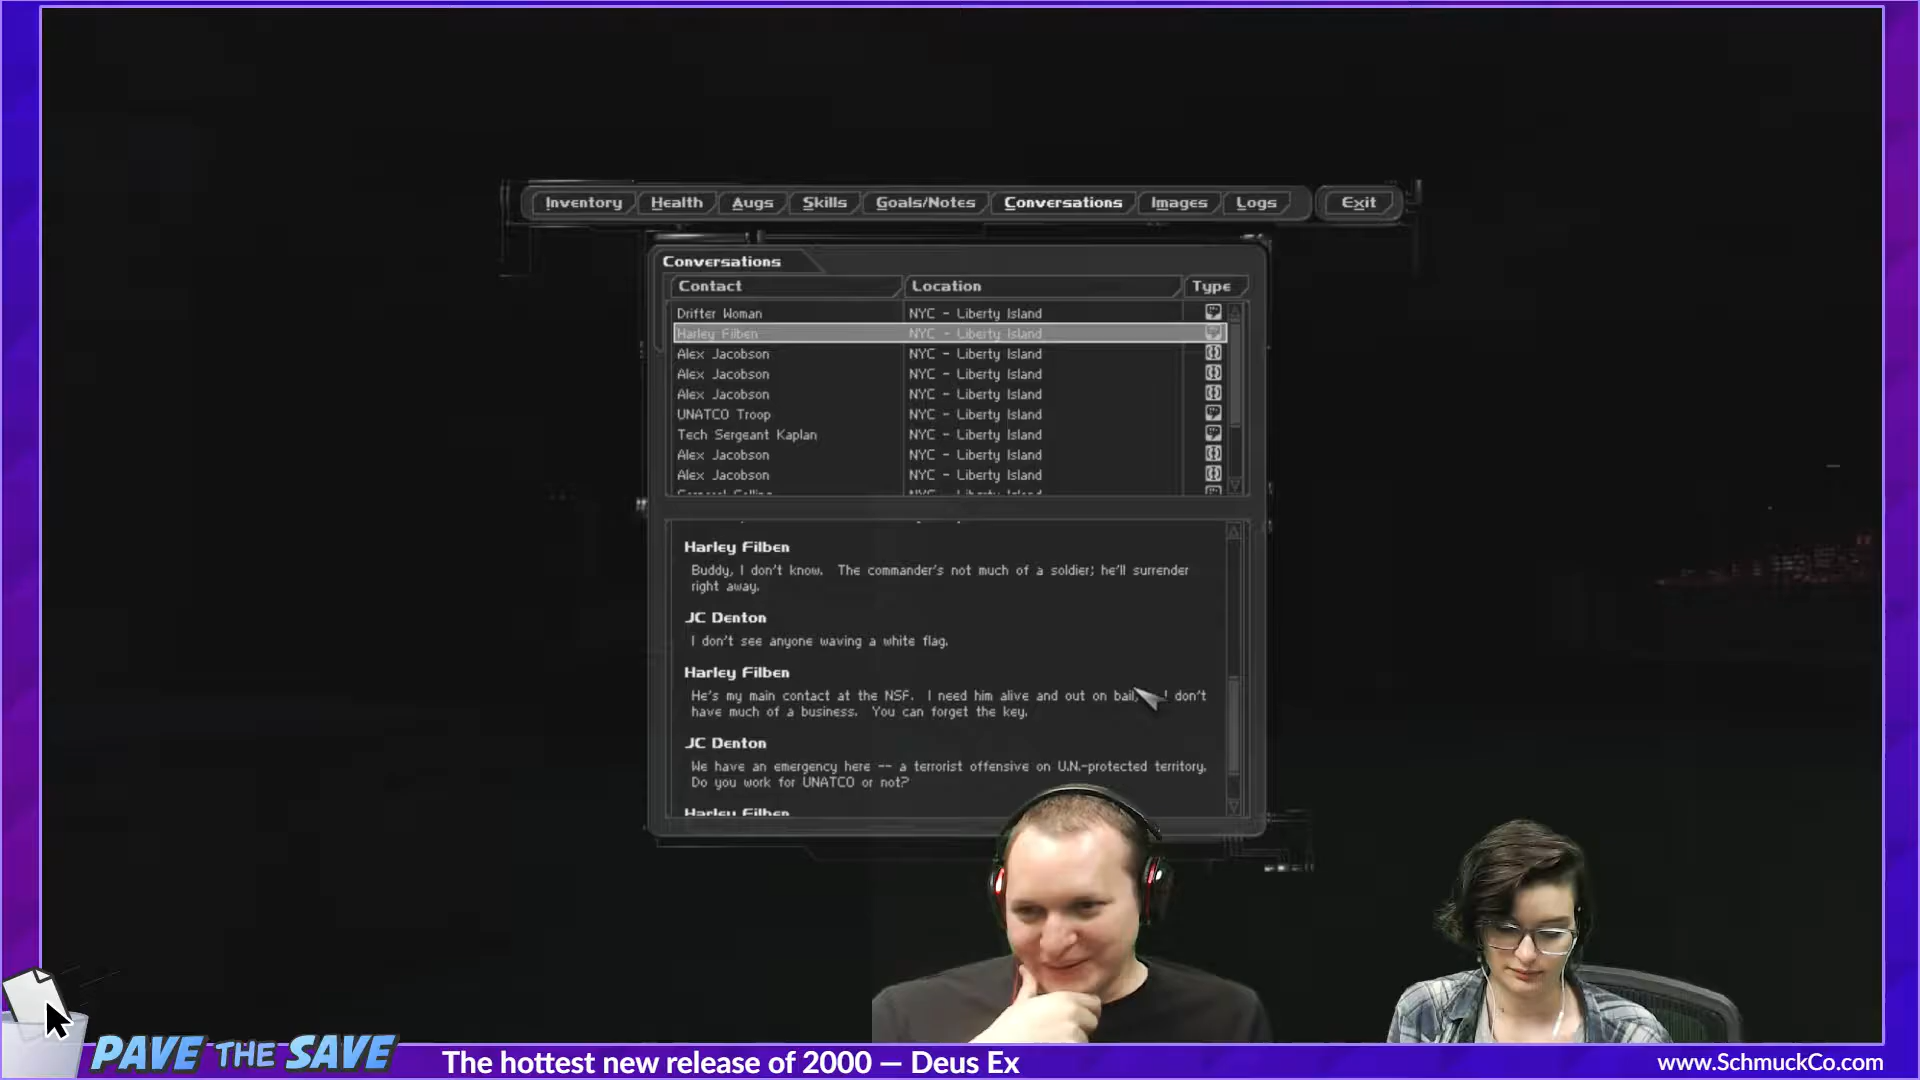 Inventory Health Augs Skills Goals/Notes Conversations Images Logs Exit
Conversations
Contact Location Type
Drifter Woman NYC - Liberty Island
Harley Filben NYC - Liberty Island
Alex Jacobson NYC - Liberty Island
Alex Jacobson NYC - Liberty Island
Alex Jacobson NYC - Liberty Island
UNATCO Troop NYC - Liberty Island
Tech Sergeant Kaplan NYC - Liberty Island
Alex Jacobson NYC - Liberty Island
Alex Jacobson NYC - Liberty Island
Harley Filben
Buddy, I don't know. The commander's not much of a soldier; he'll surrender
right away.
JC Denton
I don't see anyone waving a white flag.
Harley Filben
He's my main contact at the NSF. I need him alive and out on bail, I don't
have much of a business. You can forget the key.
JC Denton
We have an emergency here -- a terrorist offensive on U.N.-protected territory.
Do you work for UNATCO or not?
Harley Filben
PAVE THE SAVE
The hottest new release of 2000 — Deus Ex
www.SchmuckCo.com